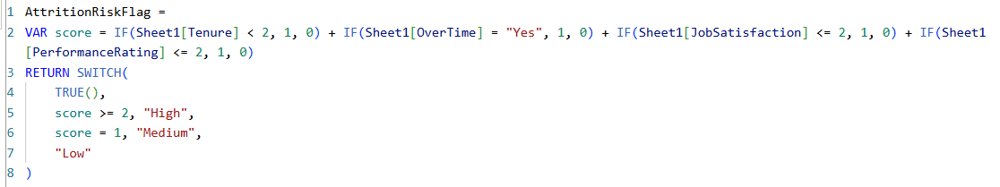 1 AttritionRiskFlag =
2 VAR score = IF(Sheet1[Tenure] < 2, 1, 0) + IF(Sheet1[OverTime] = "Yes", 1, 0) + IF(Sheet1[JobSatisfaction] <= 2, 1, 0) + IF(Sheet1
[PerformanceRating] <= 2, 1, 0)
3 RETURN SWITCH(
4     TRUE(),
5     score >= 2, "High",
6     score = 1, "Medium",
7     "Low"
8 )